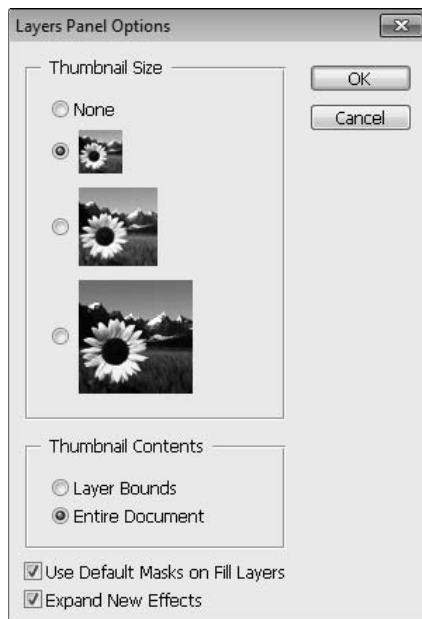 Layers Panel Options
Thumbnail Size
OK
None
Cancel
Thumbnail Contents
Layer Bounds
Entire Document
Use Default Masks on Fill Layers
Expand New Effects